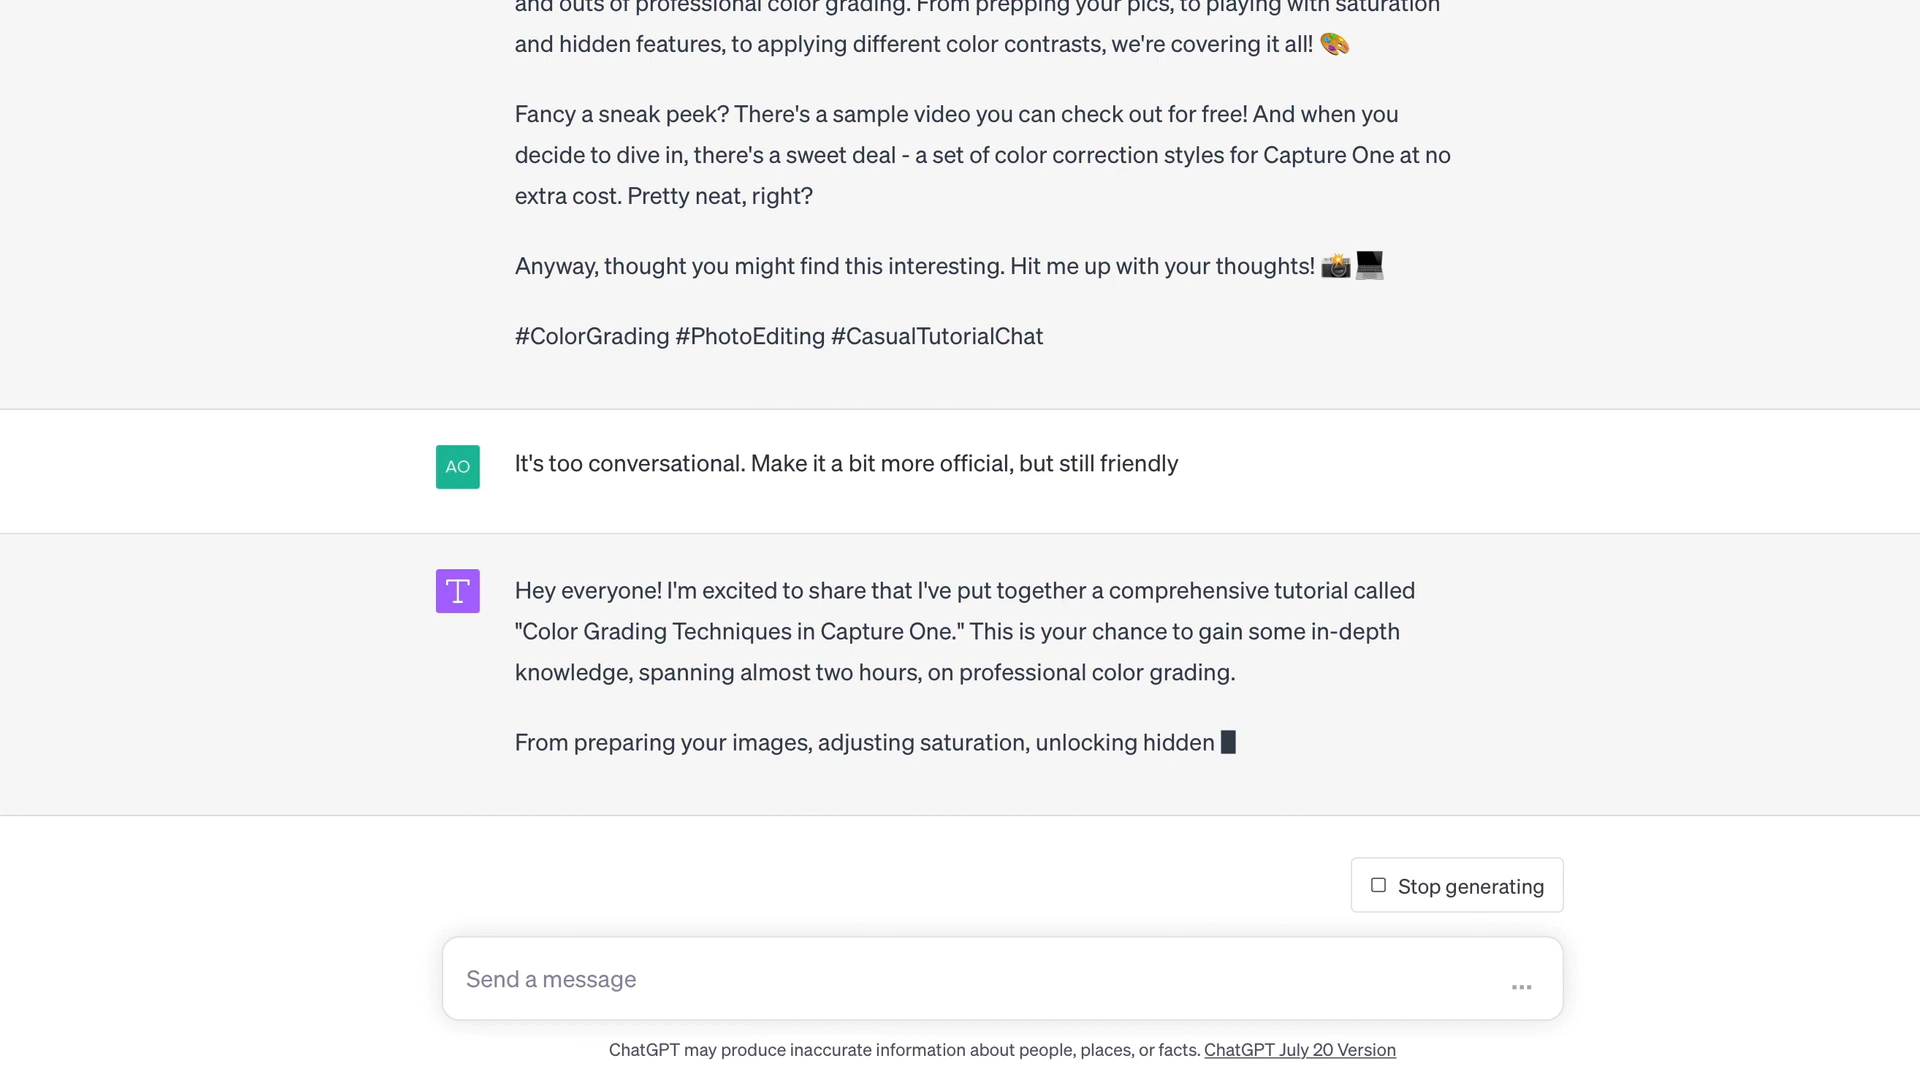 and outs of professional color grading. From prepping your pics, to playing with saturation
and hidden features, to applying different color contrasts, we're covering it all! 🎨
Fancy a sneak peek? There's a sample video you can check out for free! And when you
decide to dive in, there's a sweet deal - a set of color correction styles for Capture One at no
extra cost. Pretty neat, right?
Anyway, thought you might find this interesting. Hit me up with your thoughts! 📸💻
#ColorGrading #PhotoEditing #CasualTutorialChat
AO
It's too conversational. Make it a bit more official, but still friendly
T
Hey everyone! I'm excited to share that I've put together a comprehensive tutorial called
"Color Grading Techniques in Capture One." This is your chance to gain some in-depth
knowledge, spanning almost two hours, on professional color grading.
From preparing your images, adjusting saturation, unlocking hidden
Stop generating
Send a message
ChatGPT may produce inaccurate information about people, places, or facts. ChatGPT July 20 Version